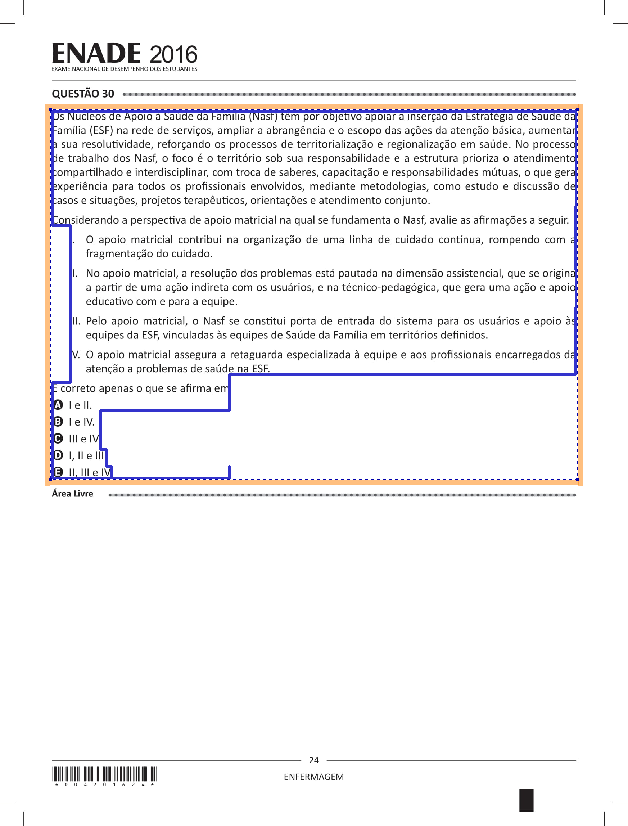 ENADE 2016
EXAME NACIONAL DE DESEMPENHO DOS ESTUDANTES
QUESTÃO 30
Os Núcleos de Apoio à Saúde da Família (Nasf) têm por objetivo apoiar a inserção da Estratégia de Saúde da
Família (ESF) na rede de serviços, ampliar a abrangência e o escopo das ações da atenção básica, aumentar
a sua resolutividade, reforçando os processos de territorialização e regionalização em saúde. No processo
de trabalho dos Nasf, o foco é o território sob sua responsabilidade e a estrutura prioriza o atendimento
compartilhado e interdisciplinar, com troca de saberes, capacitação e responsabilidades mútuas, o que gera
experiência para todos os profissionais envolvidos, mediante metodologias, como estudo e discussão de
casos e situações, projetos terapêuticos, orientações e atendimento conjunto.
Considerando a perspectiva de apoio matricial na qual se fundamenta o Nasf, avalie as afirmações a seguir.
I. O apoio matricial contribui na organização de uma linha de cuidado contínua, rompendo com a
fragmentação do cuidado.
II. No apoio matricial, a resolução dos problemas está pautada na dimensão assistencial, que se origina
a partir de uma ação indireta com os usuários, e na técnico-pedagógica, que gera uma ação e apoio
educativo com e para a equipe.
III. Pelo apoio matricial, o Nasf se constitui porta de entrada do sistema para os usuários e apoio às
equipes da ESF, vinculadas às equipes de Saúde da Família em territórios definidos.
IV. O apoio matricial assegura a retaguarda especializada à equipe e aos profissionais encarregados da
atenção a problemas de saúde na ESF.
É correto apenas o que se afirma em
A I e II.
B I e IV.
C III e IV.
D I, II e III.
E II, III e IV.
Área Livre
24
ENFERMAGEM